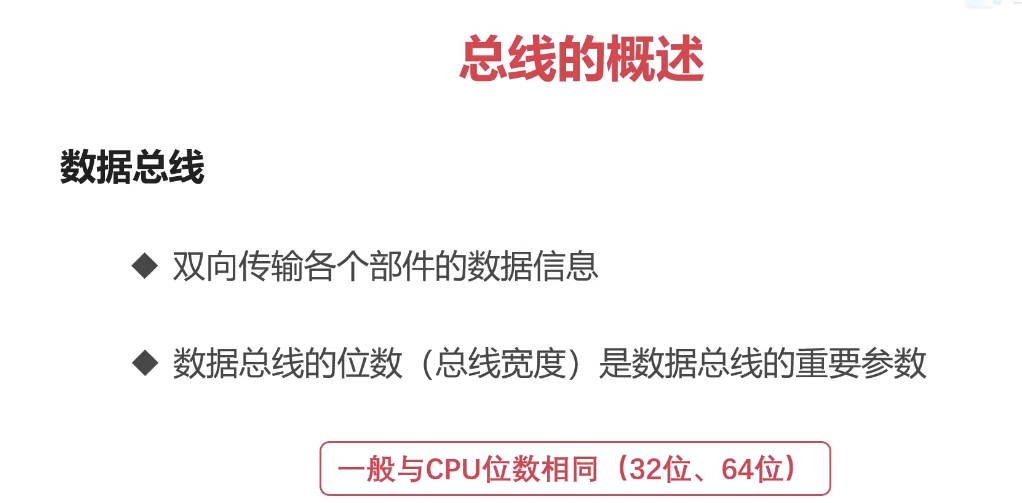 总线的概述
数据总线
◆ 双向传输各个部件的数据信息
◆ 数据总线的位数（总线宽度）是数据总线的重要参数
一般与CPU位数相同（32位、64位）